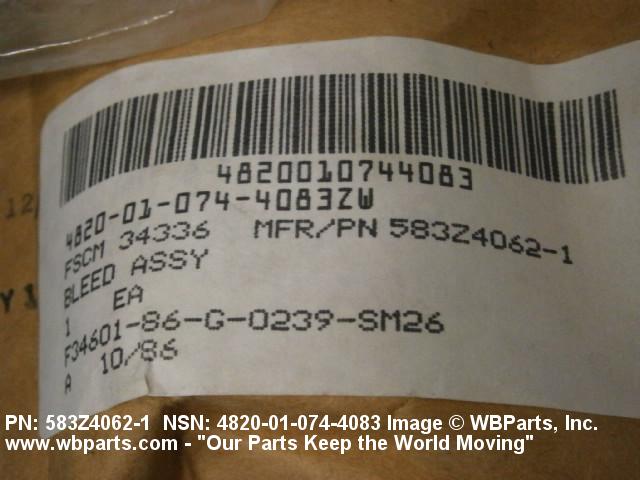 4820010744083
4820-01-074-4083ZW
FSCM 34336 MFR/PN 583Z4062-1
BLEED ASSY
1 EA
F34601-86-G-0239-SM26
A 10/86
12/
Y 1
PN: 583Z4062-1 NSN: 4820-01-074-4083 Image © WBParts, Inc.
www.wbparts.com - "Our Parts Keep the World Moving"